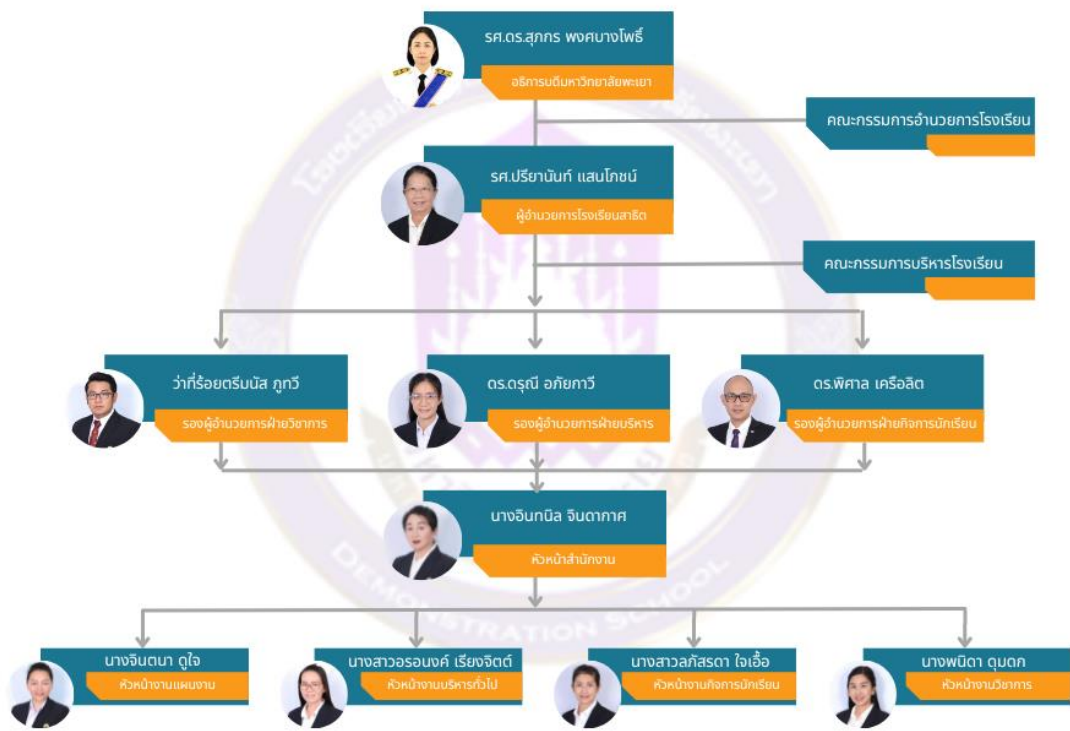 รศ.ดร.สุภกร พงศบางโพธิ์
อธิการบดีมหาวิทยาลัยพะเยา
คณะกรรมการอำนวยการโรงเรียน
รศ.ปรียานันท์ แสนโภชน์
ผู้อำนวยการโรงเรียนสาธิต
คณะกรรมการบริหารโรงเรียน
ว่าที่ร้อยตรีมนัส ภูทวี
รองผู้อำนวยการฝ่ายวิชาการ
ดร.ดรุณี อภัยกาวี
รองผู้อำนวยการฝ่ายบริหาร
ดร.พิศาล เครือลิต
รองผู้อำนวยการฝ่ายกิจการนักเรียน
นางอินทนิล จินดากาศ
หัวหน้าสำนักงาน
DEMONSTRATION SCHOOL
นางจินตนา ดูใจ
หัวหน้างานแผนงาน
นางสาวอรอนงค์ เรียงจิตต์
หัวหน้างานบริหารทั่วไป
นางสาวลภัสรดา ใจเอื้อ
หัวหน้างานกิจการนักเรียน
นางพนิดา ดุมดก
หัวหน้างานวิชาการ